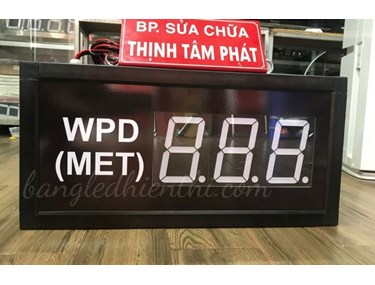 BP. SỬA CHỮA
THỊNH TÂM PHÁT
WPD
(MET)
8.8.8.
bangledhienthi.com